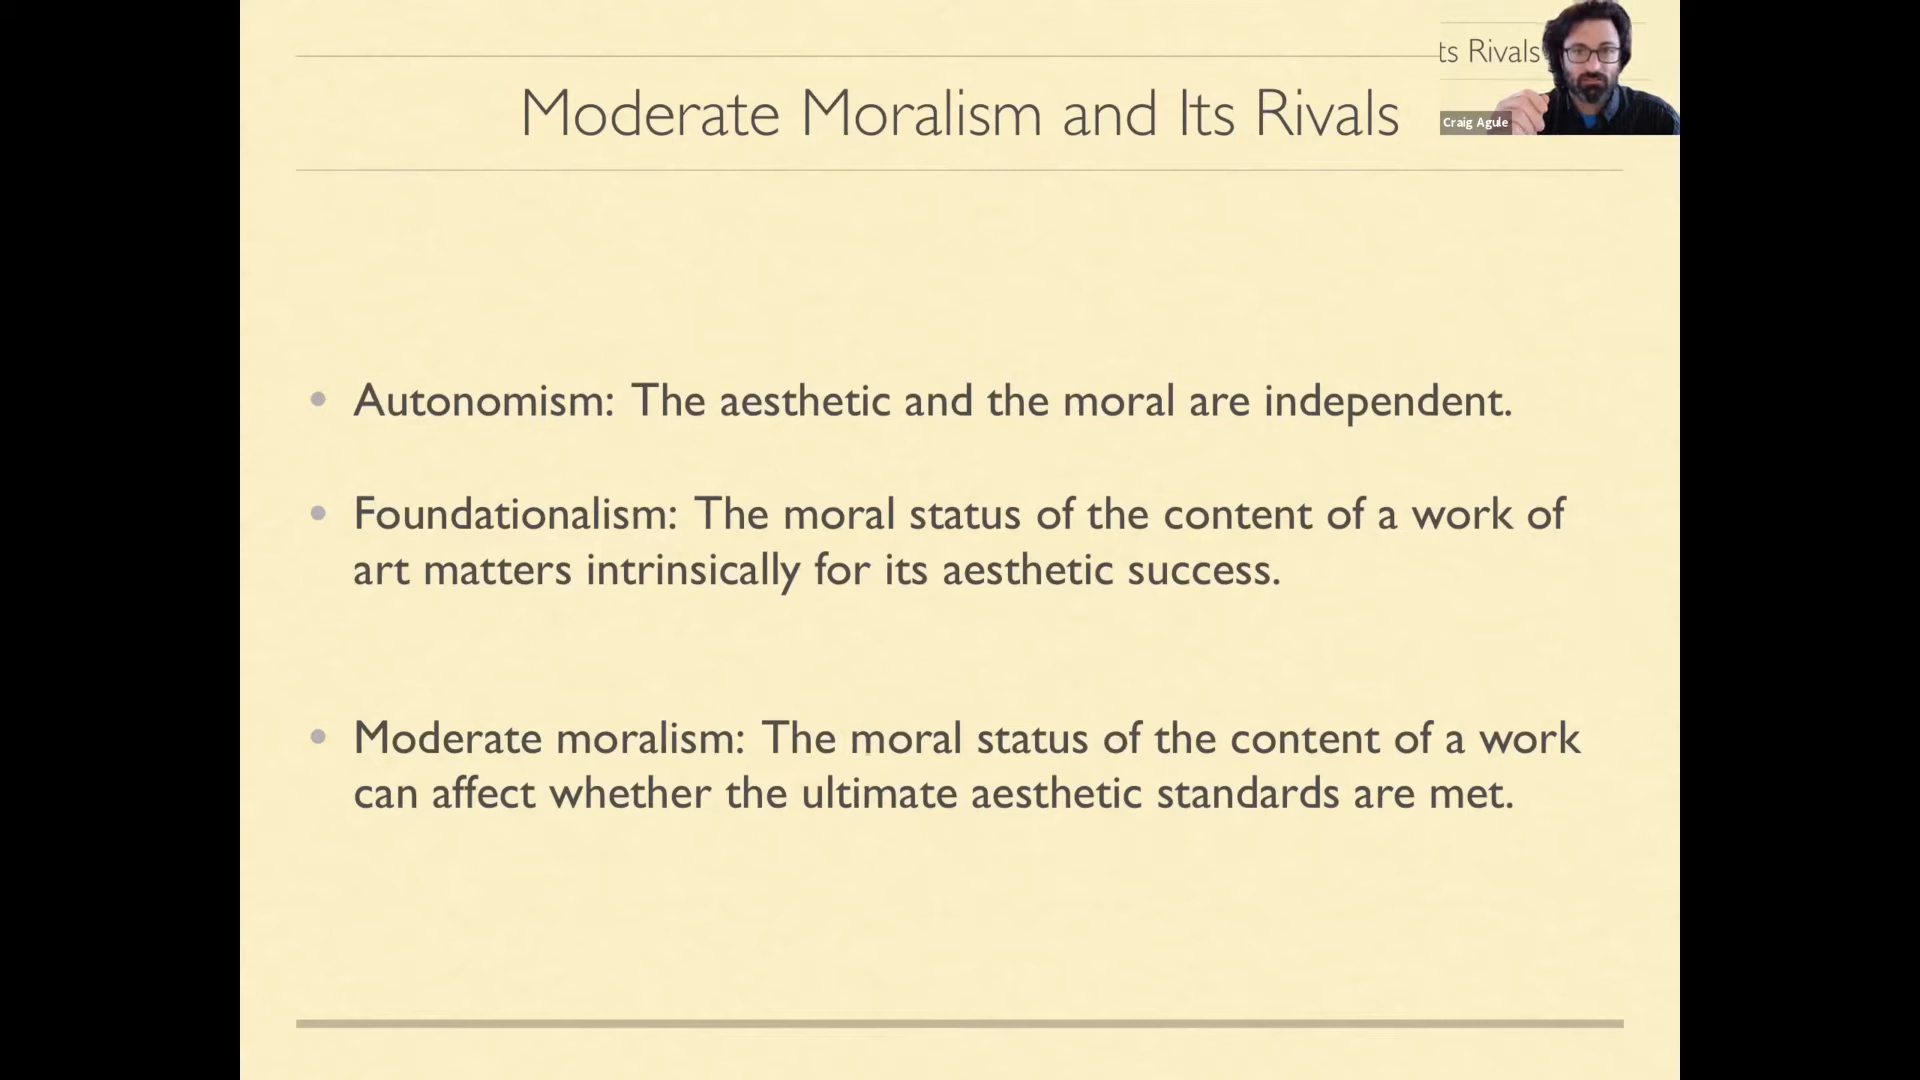 ts Rivals
Moderate Moralism and Its Rivals
Craig Agule
• Autonomism: The aesthetic and the moral are independent.
• Foundationalism: The moral status of the content of a work of
art matters intrinsically for its aesthetic success.
• Moderate moralism: The moral status of the content of a work
can affect whether the ultimate aesthetic standards are met.